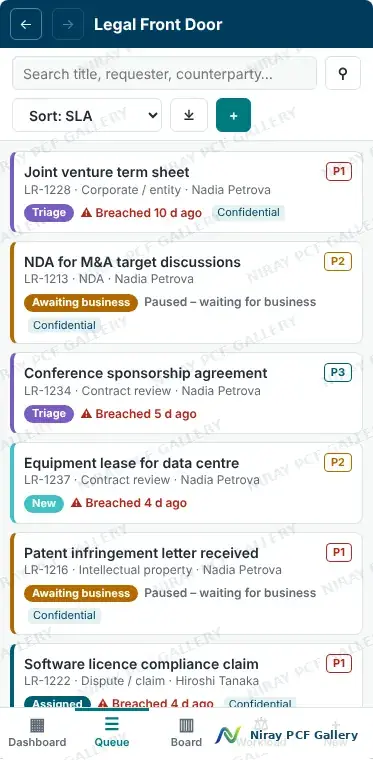 ← → Legal Front Door
Search title, requester, counterparty...
Sort: SLA
+
Joint venture term sheet P1
LR-1228 · Corporate / entity · Nadia Petrova
Triage ⚠ Breached 10 d ago Confidential
NDA for M&A target discussions P2
LR-1213 · NDA · Nadia Petrova
Awaiting business Paused – waiting for business
Confidential
Conference sponsorship agreement P3
LR-1234 · Contract review · Nadia Petrova
Triage ⚠ Breached 5 d ago
Equipment lease for data centre P2
LR-1237 · Contract review · Nadia Petrova
New ⚠ Breached 4 d ago
Patent infringement letter received P1
LR-1216 · Intellectual property · Nadia Petrova
Awaiting business Paused – waiting for business
Confidential
Software licence compliance claim P1
LR-1222 · Dispute / claim · Hiroshi Tanaka
Assigned ⚠ Breached 4 d ago Confidential
Dashboard Queue Board Workload New
Niray PCF Gallery
NIRAY PCF GALLERY